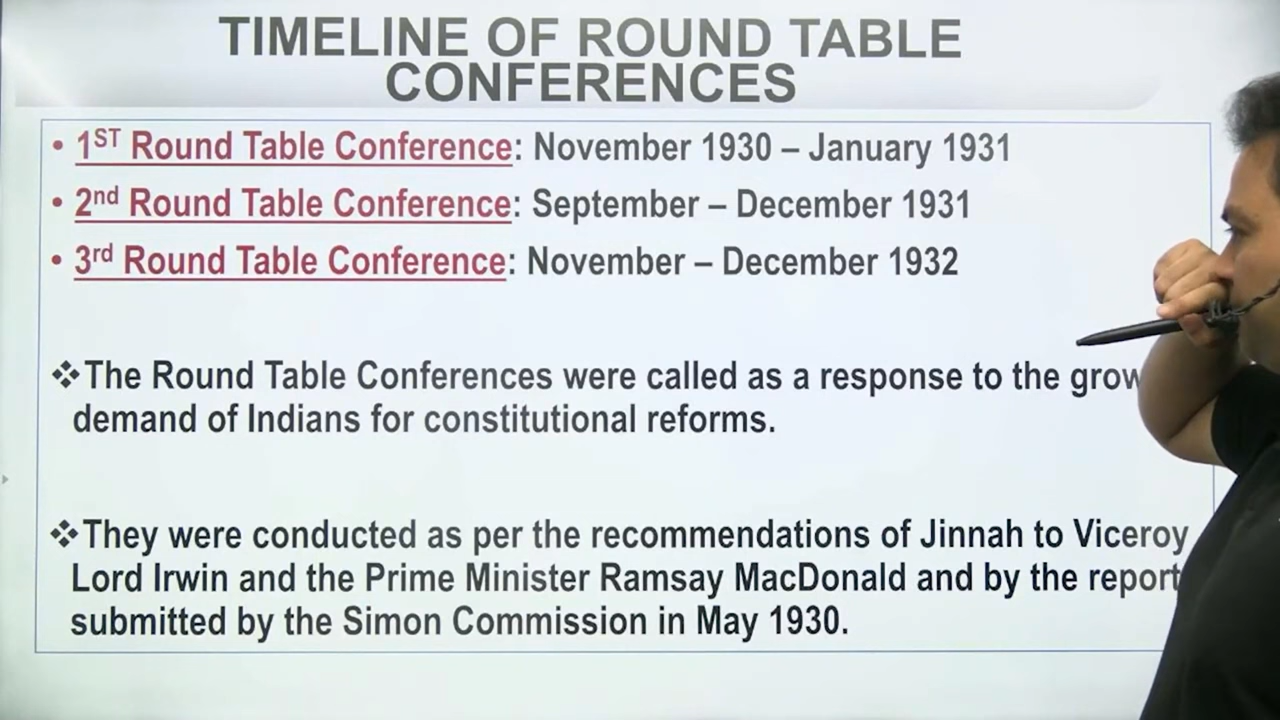 TIMELINE OF ROUND TABLE
CONFERENCES
• 1ST Round Table Conference: November 1930 – January 1931
• 2nd Round Table Conference: September – December 1931
• 3rd Round Table Conference: November – December 1932
❖The Round Table Conferences were called as a response to the
demand of Indians for constitutional reforms.
❖They were conducted as per the recommendations of Jinnah to Viceroy
Lord Irwin and the Prime Minister Ramsay MacDonald and by the report
submitted by the Simon Commission in May 1930.